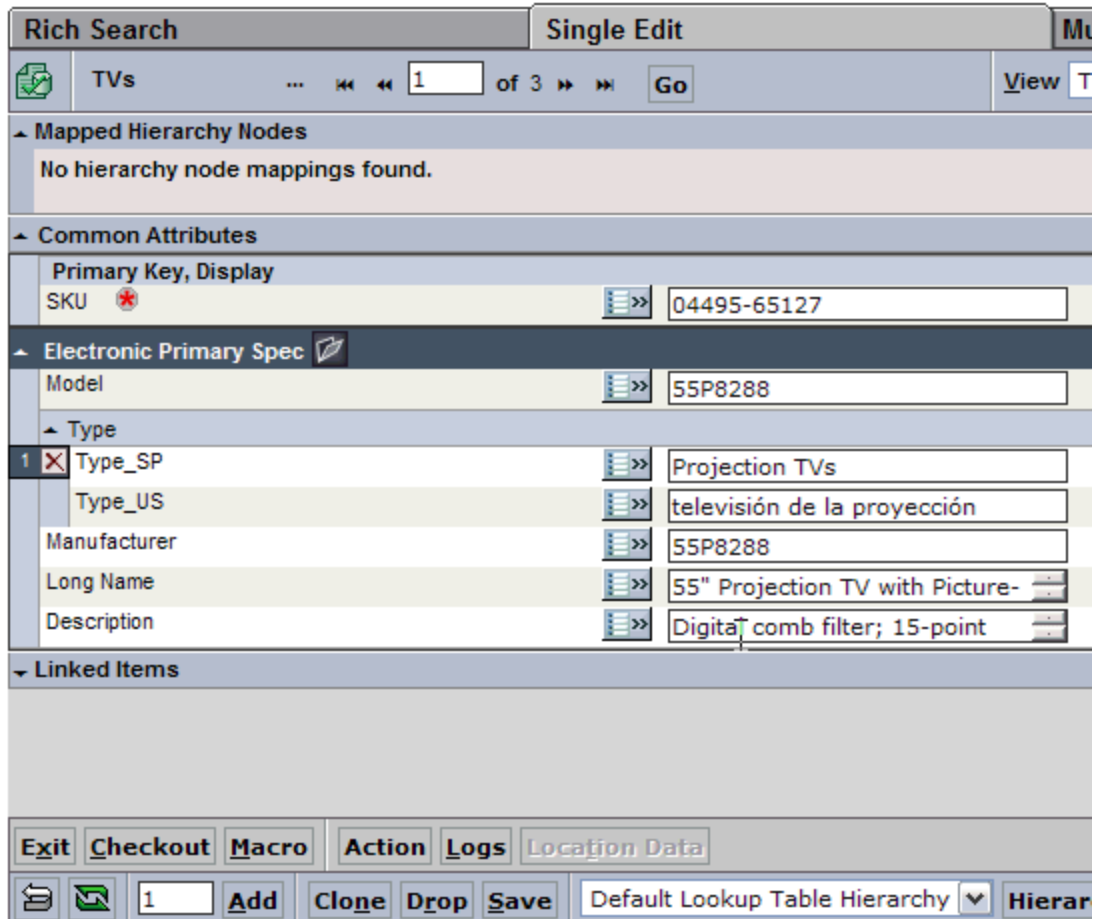 Rich Search Single Edit
TVs ... 1 of 3 Go View
Mapped Hierarchy Nodes
No hierarchy node mappings found.
Common Attributes
Primary Key, Display
SKU 04495-65127
Electronic Primary Spec
Model 55P8288
Type
1 Type_SP Projection TVs
Type_US televisión de la proyección
Manufacturer 55P8288
Long Name 55" Projection TV with Picture-
Description Digital comb filter; 15-point
Linked Items
Exit Checkout Macro Action Logs Location Data
1 Add Clone Drop Save Default Lookup Table Hierarchy Hierar